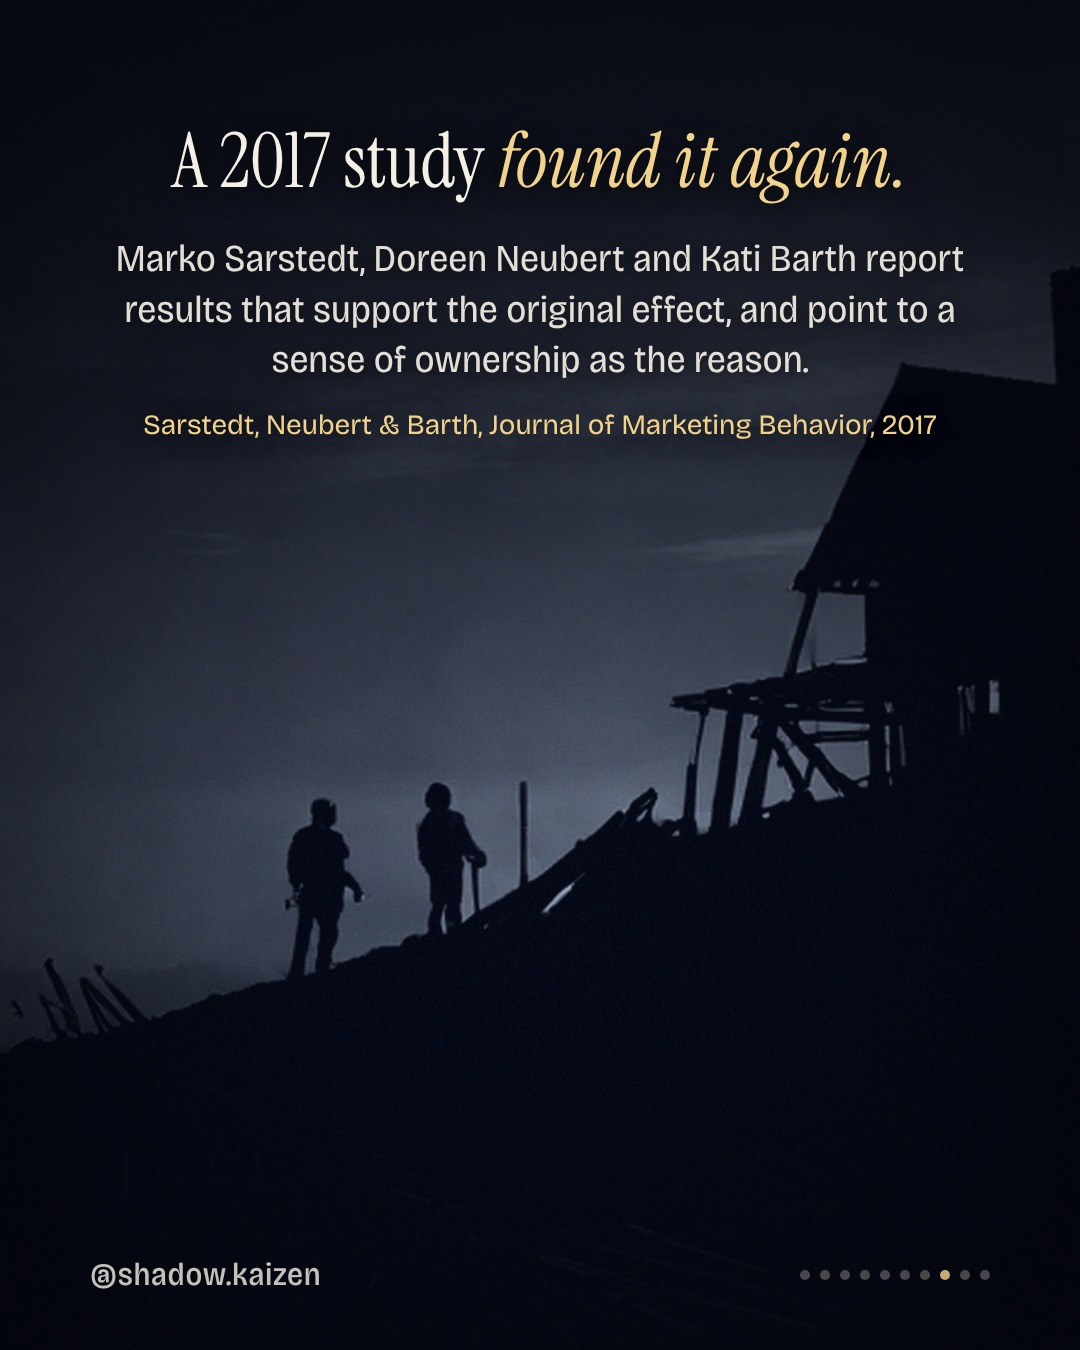 A 2017 study found it again.
Marko Sarstedt, Doreen Neubert and Kati Barth report
results that support the original effect, and point to a
sense of ownership as the reason.
Sarstedt, Neubert & Barth, Journal of Marketing Behavior, 2017
@shadow.kaizen